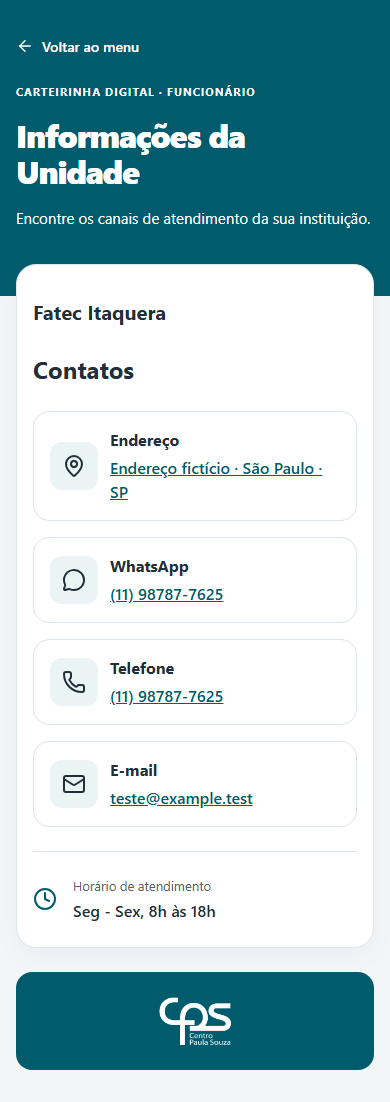 Voltar ao menu
CARTEIRINHA DIGITAL · FUNCIONÁRIO
Informações da
Unidade
Encontre os canais de atendimento da sua instituição.
Fatec Itaquera
Contatos
Endereço
Endereço fictício · São Paulo ·
SP
WhatsApp
(11) 98787-7625
Telefone
(11) 98787-7625
E-mail
teste@example.test
Horário de atendimento
Seg - Sex, 8h às 18h
cps
Centro
Paula Souza